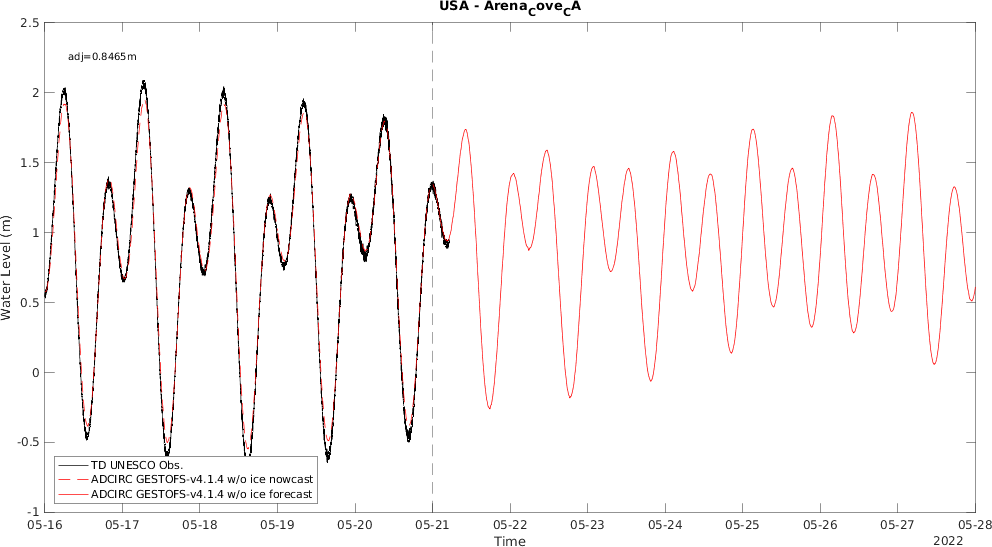 USA - Arena_Cove_CA
2.5
adj=0.8465m
2
1.5
1
0.5
0
-0.5
-1
Water Level (m)
TD UNESCO Obs.
ADCIRC GESTOFS-v4.1.4 w/o ice nowcast
ADCIRC GESTOFS-v4.1.4 w/o ice forecast
05-16 05-17 05-18 05-19 05-20 05-21 05-22 05-23 05-24 05-25 05-26 05-27 05-28
Time
2022